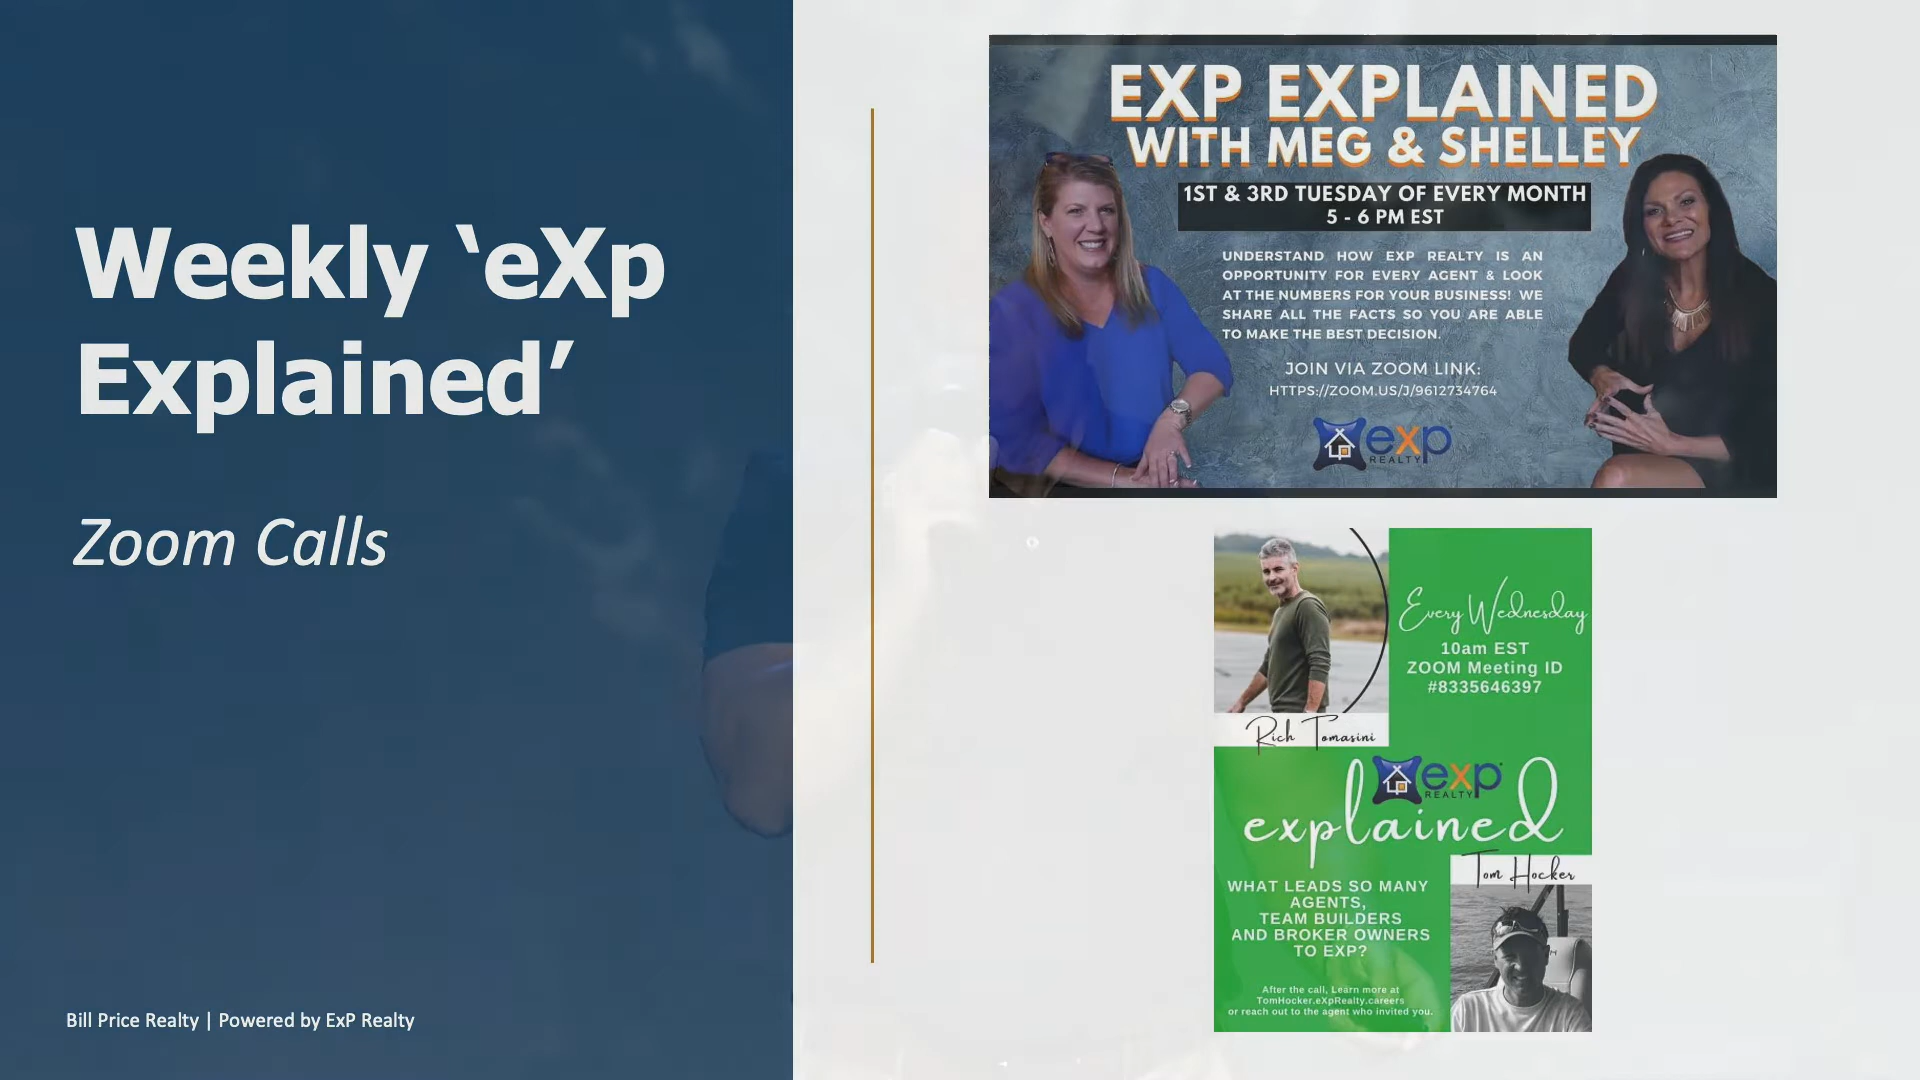 Weekly ‘eXp
Explained’
Zoom Calls
Bill Price Realty | Powered by ExP Realty
EXP EXPLAINED
WITH MEG & SHELLEY
1ST & 3RD TUESDAY OF EVERY MONTH
5 - 6 PM EST
UNDERSTAND HOW EXP REALTY IS AN
OPPORTUNITY FOR EVERY AGENT & LOOK
AT THE NUMBERS FOR YOUR BUSINESS! WE
SHARE ALL THE FACTS SO YOU ARE ABLE
TO MAKE THE BEST DECISION.
JOIN VIA ZOOM LINK:
HTTPS://ZOOM.US/J/9612734764
eXp
REALTY
Every Wednesday
10am EST
ZOOM Meeting ID
#8335646397
Rich Tomasini
eXp
REALTY
explained
Tom Hocker
WHAT LEADS SO MANY
AGENTS,
TEAM BUILDERS
AND BROKER OWNERS
TO EXP?
After the call, Learn more at
TomHocker.eXpRealty.careers
or reach out to the agent who invited you.